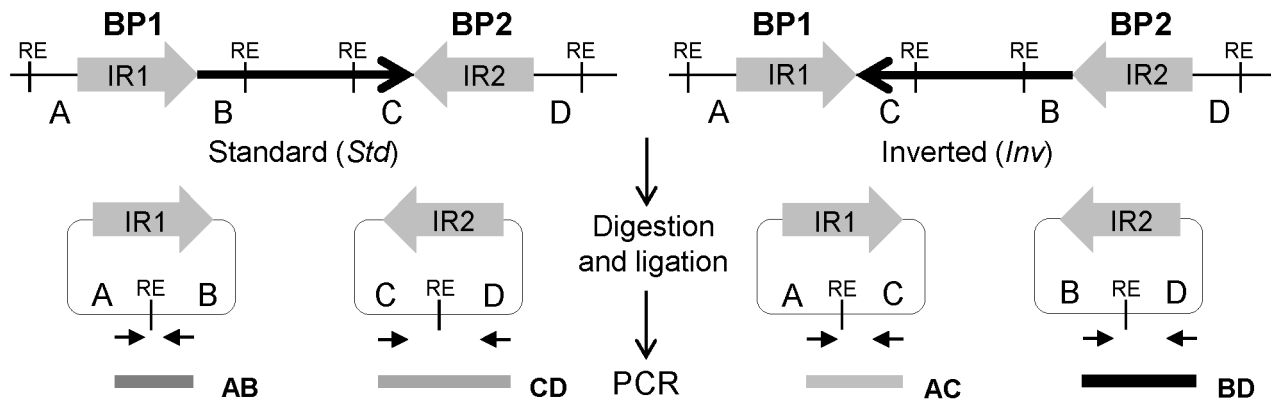 BP1 BP2 BP1 BP2
RE RE RE RE RE RE RE RE
IR1 IR2 IR1 IR2
A B C D A C B D
Standard (Std) Inverted (Inv)
IR1 IR2 IR1 IR2
Digestion
and ligation
A RE B C RE D A RE C B RE D
AB CD PCR AC BD